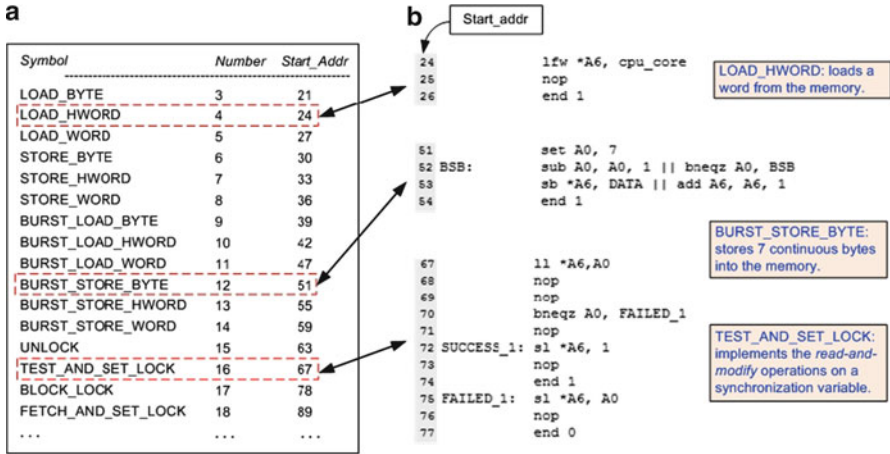 a
Symbol Number Start_Addr
LOAD_BYTE 3 21
LOAD_HWORD 4 24
LOAD_WORD 5 27
STORE_BYTE 6 30
STORE_HWORD 7 33
STORE_WORD 8 36
BURST_LOAD_BYTE 9 39
BURST_LOAD_HWORD 10 42
BURST_LOAD_WORD 11 47
BURST_STORE_BYTE 12 51
BURST_STORE_HWORD 13 55
BURST_STORE_WORD 14 59
UNLOCK 15 63
TEST_AND_SET_LOCK 16 67
BLOCK_LOCK 17 78
FETCH_AND_SET_LOCK 18 89
... ... ...
b
Start_addr
24 lfw *A6, cpu_core
25 nop
26 end 1
51 set A0, 7
52 BSB: sub A0, A0, 1 || bneqz A0, BSB
53 sb *A6, DATA || add A6, A6, 1
54 end 1
67 ll *A6,A0
68 nop
69 nop
70 bneqz A0, FAILED_1
71 nop
72 SUCCESS_1: sl *A6, 1
73 nop
74 end 1
75 FAILED_1: sl *A6, A0
76 nop
77 end 0
LOAD_HWORD: loads a
word from the memory.
BURST_STORE_BYTE:
stores 7 continuous bytes
into the memory.
TEST_AND_SET_LOCK:
implements the read-and-
modify operations on a
synchronization variable.